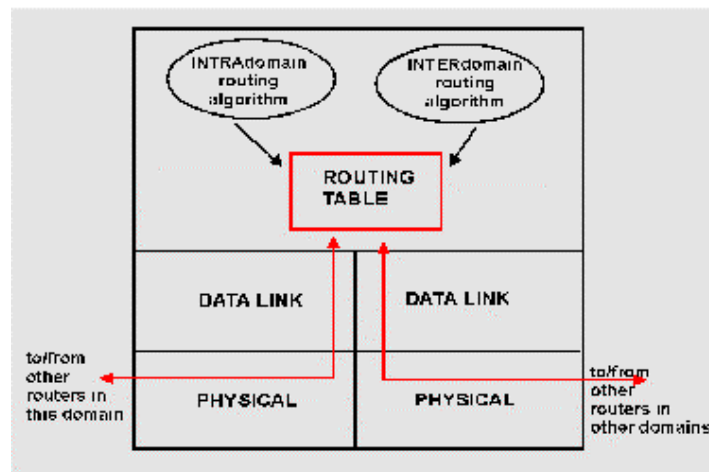 INTRAdomain
routing
algorithm
INTERdomain
routing
algorithm
ROUTING
TABLE
DATA LINK
DATA LINK
to/from
other
routers in
this domain
PHYSICAL
PHYSICAL
to/from
other
routers in
other domains